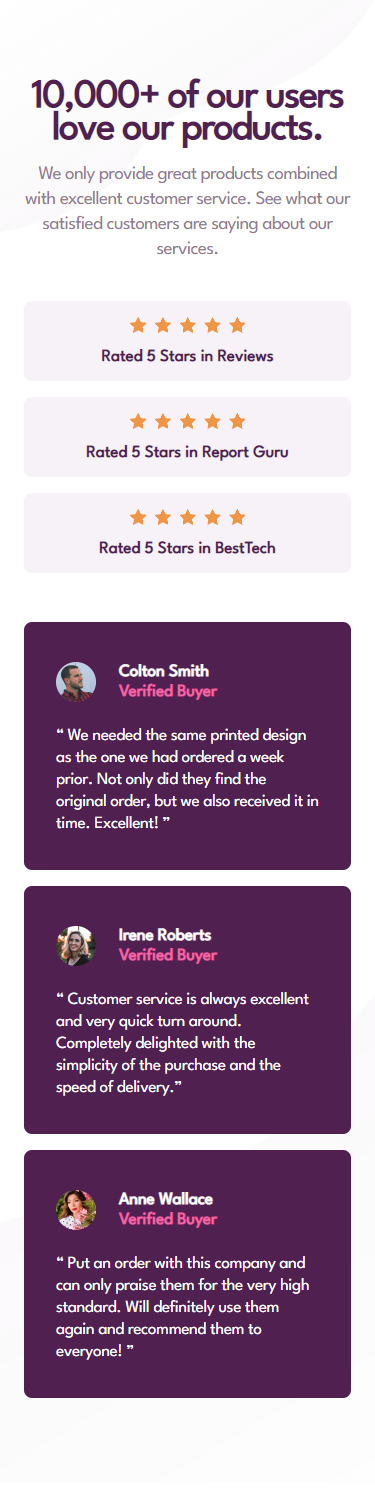 10,000+ of our users
love our products.
We only provide great products combined
with excellent customer service. See what our
satisfied customers are saying about our
services.
Rated 5 Stars in Reviews
Rated 5 Stars in Report Guru
Rated 5 Stars in BestTech
Colton Smith
Verified Buyer
“ We needed the same printed design
as the one we had ordered a week
prior. Not only did they find the
original order, but we also received it in
time. Excellent! ”
Irene Roberts
Verified Buyer
“ Customer service is always excellent
and very quick turn around.
Completely delighted with the
simplicity of the purchase and the
speed of delivery.”
Anne Wallace
Verified Buyer
“ Put an order with this company and
can only praise them for the very high
standard. Will definitely use them
again and recommend them to
everyone! ”